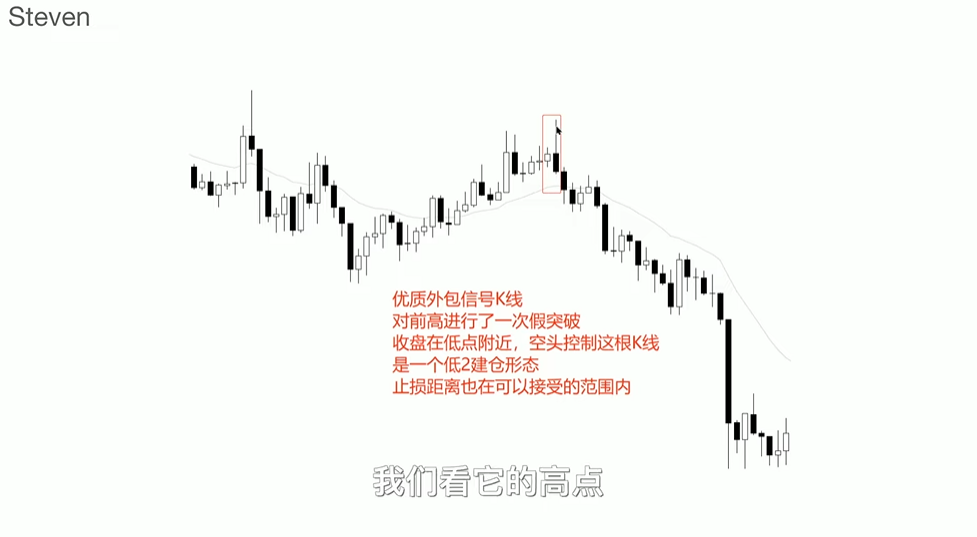 Steven
优质外包信号K线
对前高进行了一次假突破
收盘在低点附近，空头控制这根K线
是一个低2建仓形态
止损距离也在可以接受的范围内
我们看它的高点